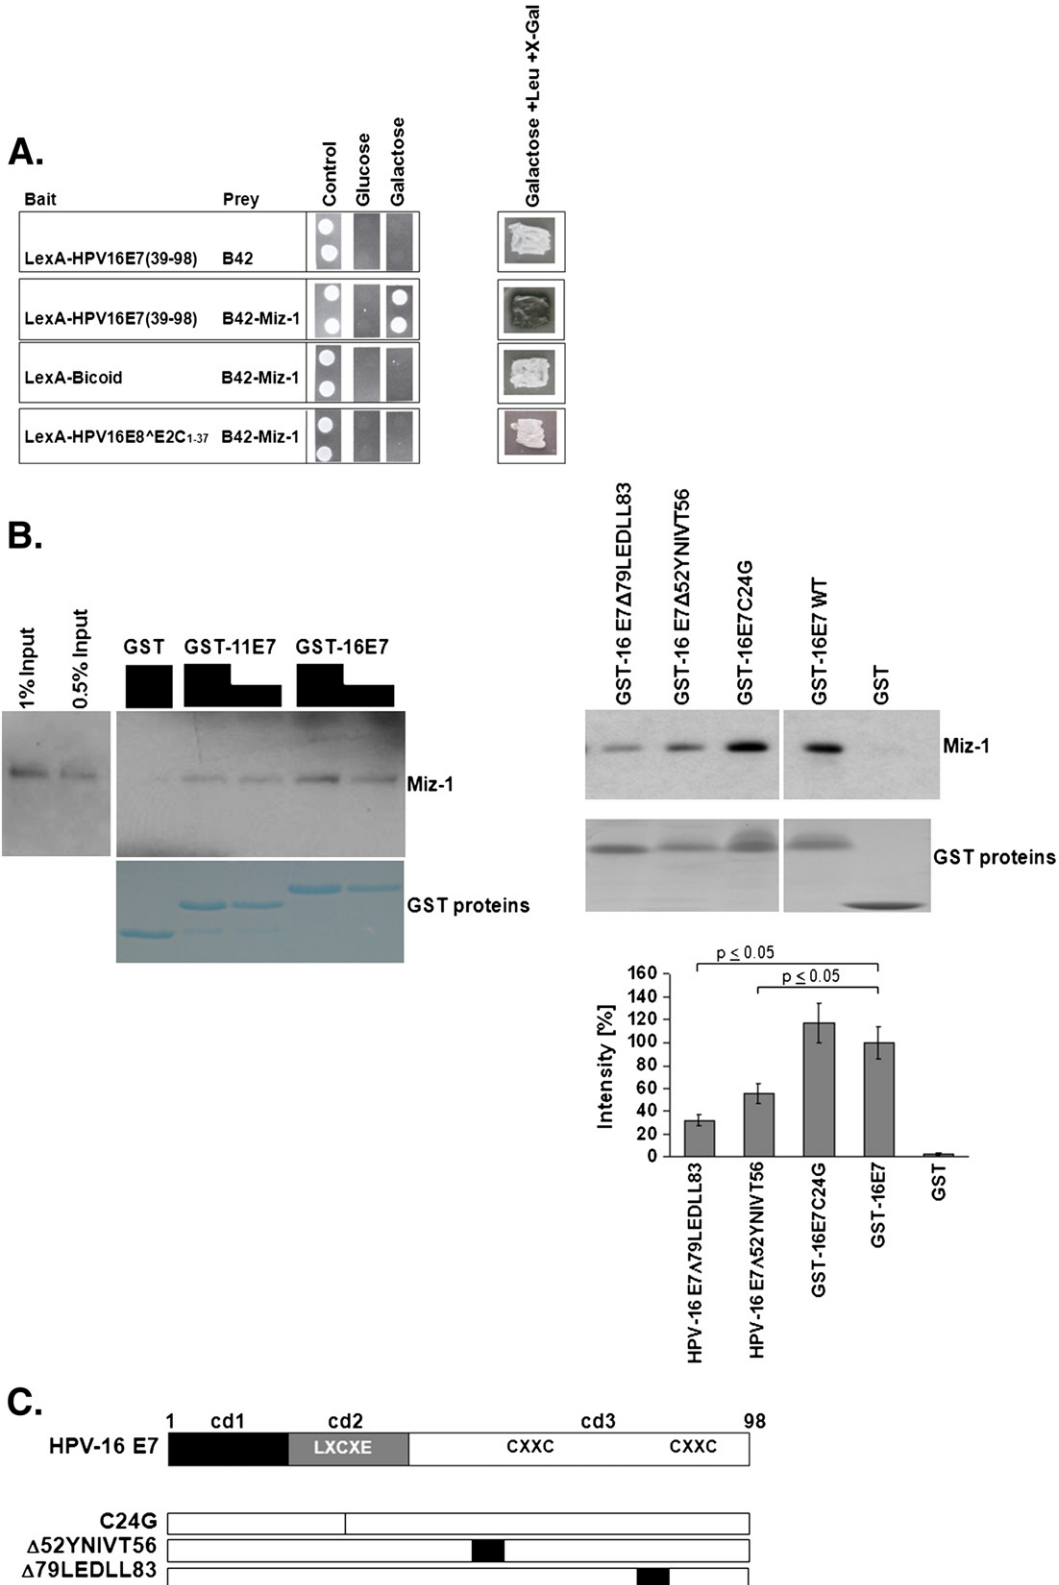 Galactose +Leu +X-Gal
A.
Control
Glucose
Galactose
Bait Prey
LexA-HPV16E7(39-98) B42
LexA-HPV16E7(39-98) B42-Miz-1
LexA-Bicoid B42-Miz-1
LexA-HPV16E8^E2C1-37 B42-Miz-1
B.
1% Input
0.5% Input
GST GST-11E7 GST-16E7
Miz-1
GST proteins
GST-16 E7Δ79LEDLL83
GST-16 E7Δ52YNIVT56
GST-16E7C24G
GST-16E7 WT
GST
Miz-1
GST proteins
p ≤ 0.05
p ≤ 0.05
Intensity [%]
160
140
120
100
80
60
40
20
0
HPV-16 E7Λ79LEDLL83
HPV-16 E7Λ52YNIVT56
GST-16E7C24G
GST-16E7
GST
C.
1 cd1 cd2 cd3 98
HPV-16 E7 LXCXE CXXC CXXC
C24G
Δ52YNIVT56
Δ79LEDLL83